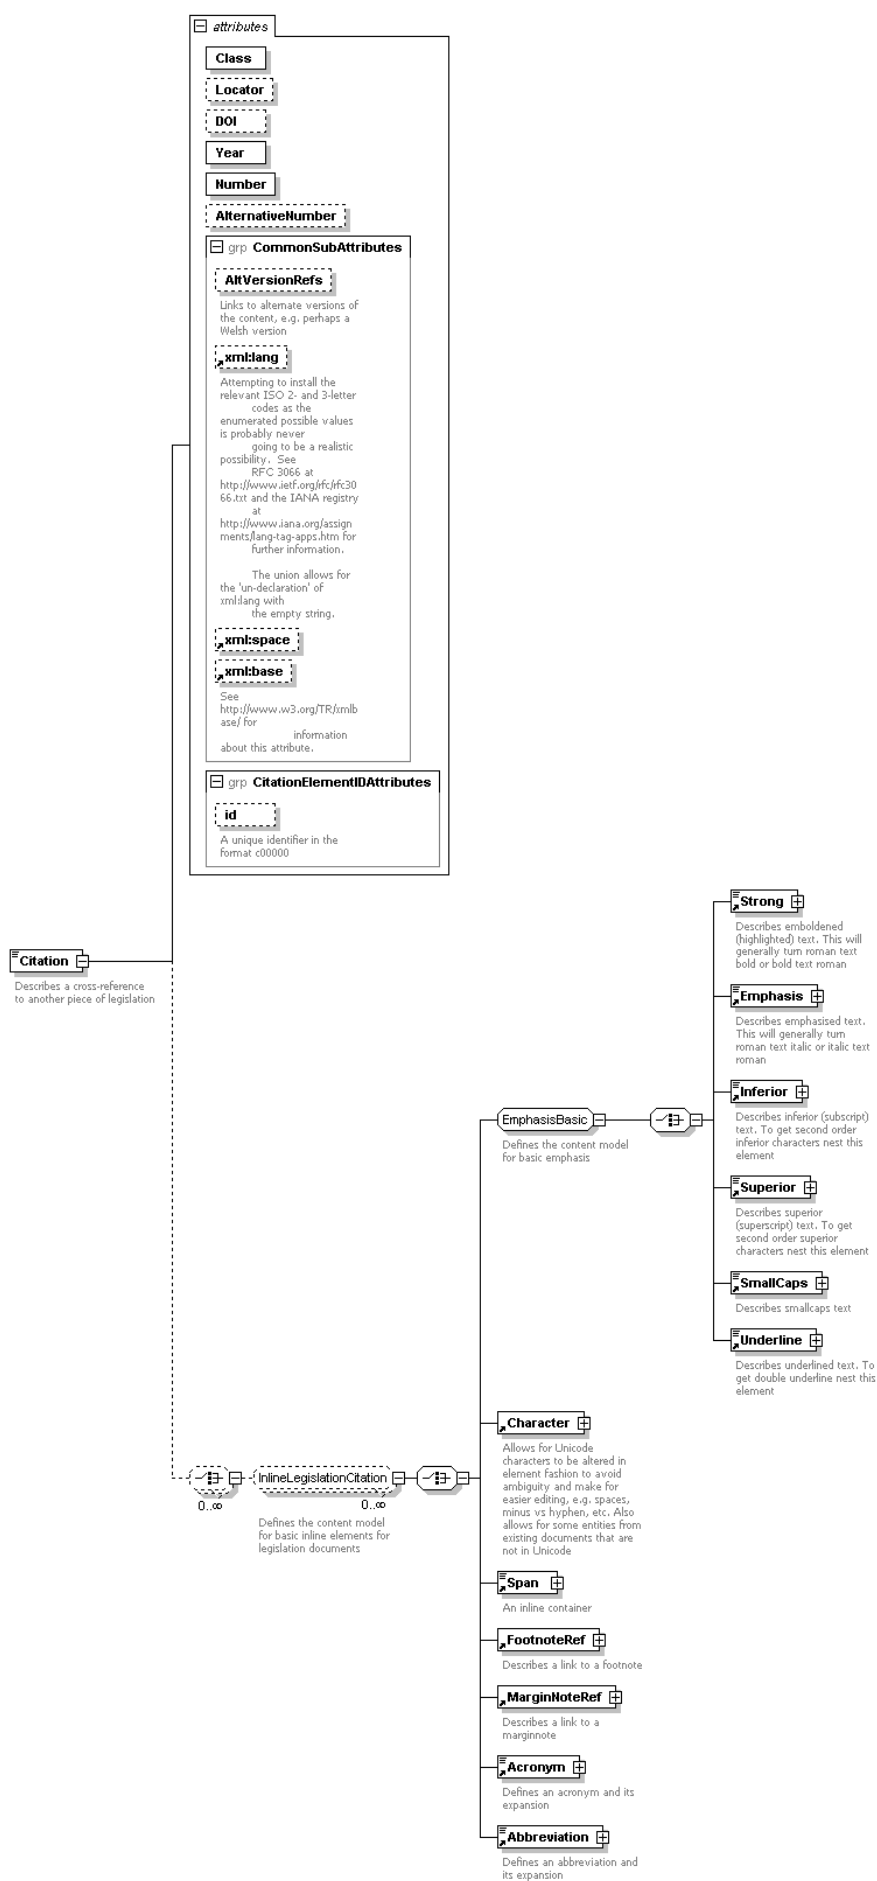 attributes
Class
Locator
DOI
Year
Number
AlternativeNumber
grp CommonSubAttributes
AltVersionRefs
Links to alternate versions of
the content, e.g. perhaps a
Welsh version
xml:lang
Attempting to install the
relevant ISO 2- and 3-letter
codes as the
enumerated possible values
is probably never
going to be a realistic
possibility. See
RFC 3066 at
http://www.ietf.org/rfc/rfc30
66.txt and the IANA registry
at
http://www.iana.org/assign
ments/lang-tag-apps.htm for
further information.
The union allows for
the 'un-declaration' of
xml:lang with
the empty string.
xml:space
xml:base
See
http://www.w3.org/TR/xmlb
ase/ for
information
about this attribute.
grp CitationElementIDAttributes
id
A unique identifier in the
format c00000
Citation
Describes a cross-reference
to another piece of legislation
Strong
Describes emboldened
(highlighted) text. This will
generally turn roman text
bold or bold text roman
Emphasis
Describes emphasised text.
This will generally turn
roman text italic or italic text
roman
Inferior
Describes inferior (subscript)
text. To get second order
inferior characters nest this
element
EmphasisBasic
Defines the content model
for basic emphasis
Superior
Describes superior
(superscript) text. To get
second order superior
characters nest this element
SmallCaps
Describes smallcaps text
Underline
Describes underlined text. To
get double underline nest this
element
Character
Allows for Unicode
characters to be altered in
element fashion to avoid
ambiguity and make for
easier editing, e.g. spaces,
minus vs hyphen, etc. Also
allows for some entities from
existing documents that are
not in Unicode
0..∞
InlineLegislationCitation
0..∞
Defines the content model
for basic inline elements for
legislation documents
Span
An inline container
FootnoteRef
Describes a link to a footnote
MarginNoteRef
Describes a link to a
marginnote
Acronym
Defines an acronym and its
expansion
Abbreviation
Defines an abbreviation and
its expansion